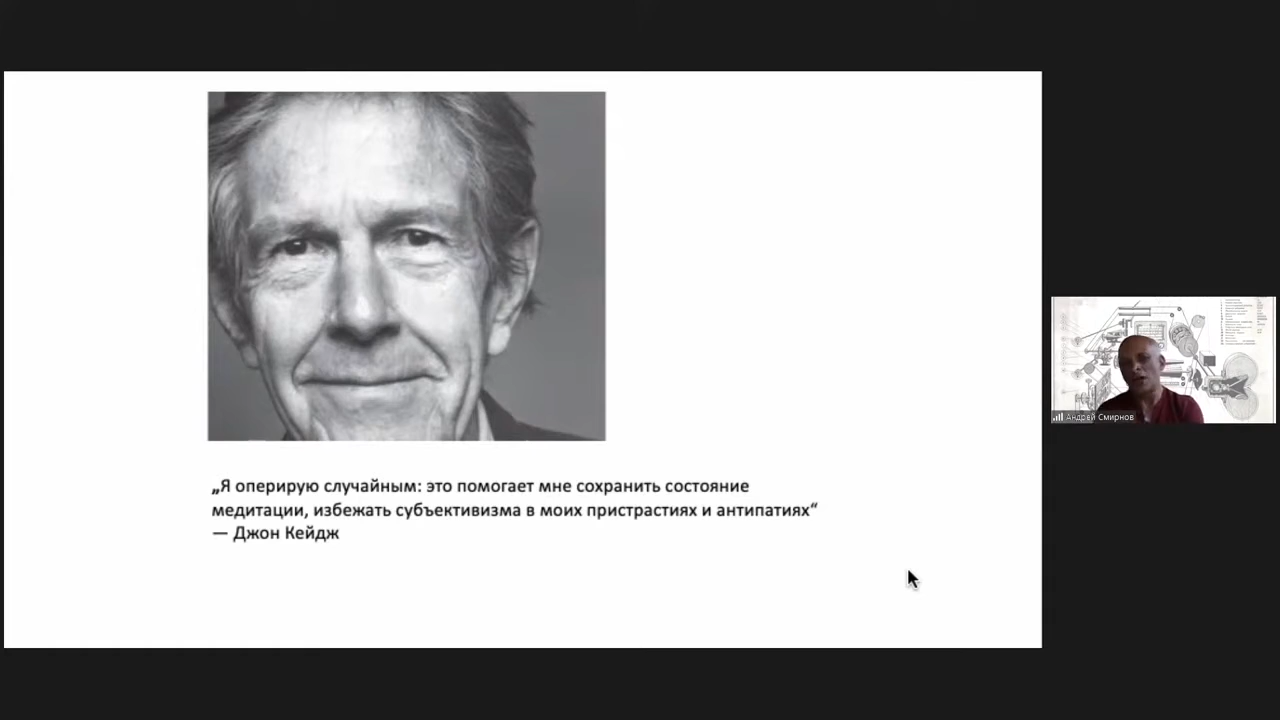 „Я оперирую случайным: это помогает мне сохранить состояние
медитации, избежать субъективизма в моих пристрастиях и антипатиях“
— Джон Кейдж
Андрей Смирнов